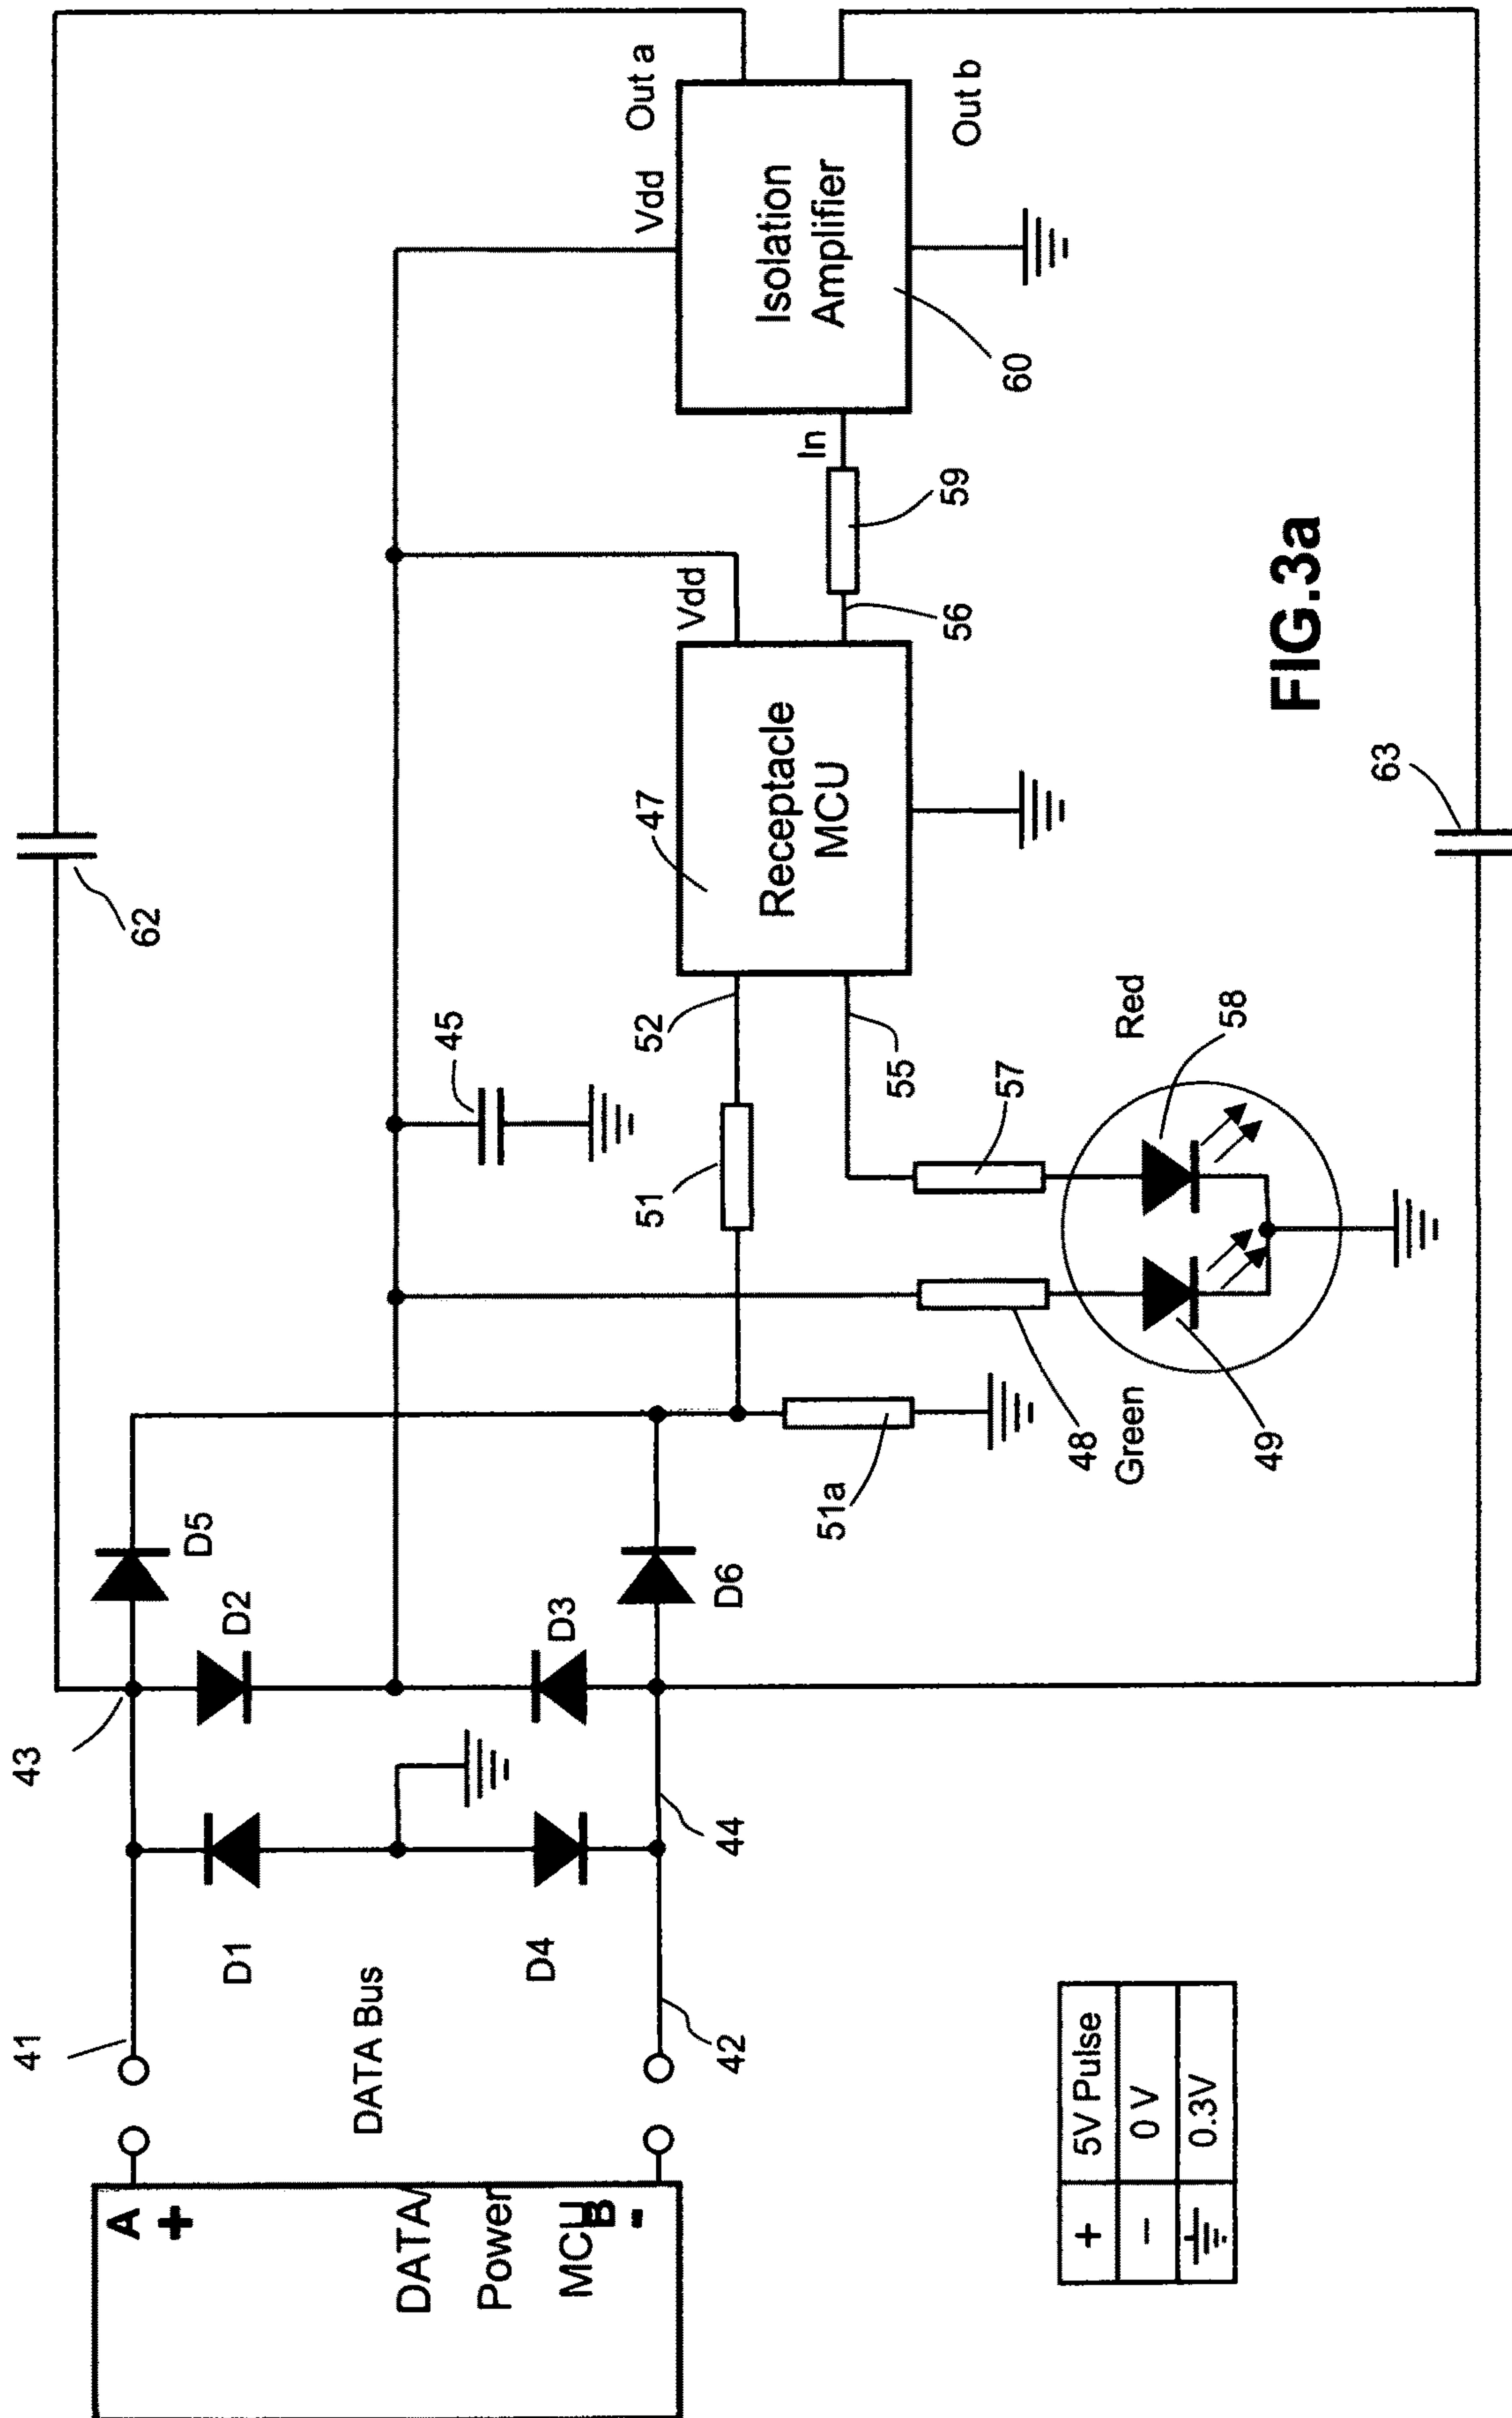 A
+
DATA/
Power
MCU
B
-
41
42
DATA Bus
D1
D4
43
44
D2
D3
D5
D6
62
45
51
51a
52
55
47
Receptacle
MCU
Vdd
56
59
In
Isolation
Amplifier
Vdd
Out a
Out b
60
48
Green
49
57
Red
58
63
+ 5V Pulse
− 0 V
0.3V
FIG.3a